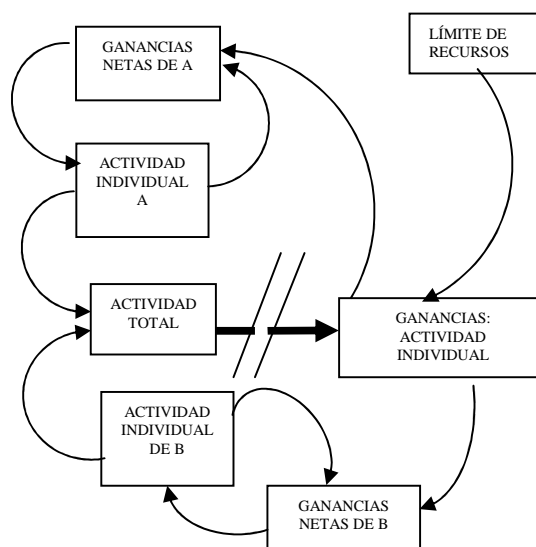 GANANCIAS
NETAS DE A
LÍMITE DE
RECURSOS
ACTIVIDAD
INDIVIDUAL
A
ACTIVIDAD
TOTAL
GANANCIAS:
ACTIVIDAD
INDIVIDUAL
ACTIVIDAD
INDIVIDUAL
DE B
GANANCIAS
NETAS DE B